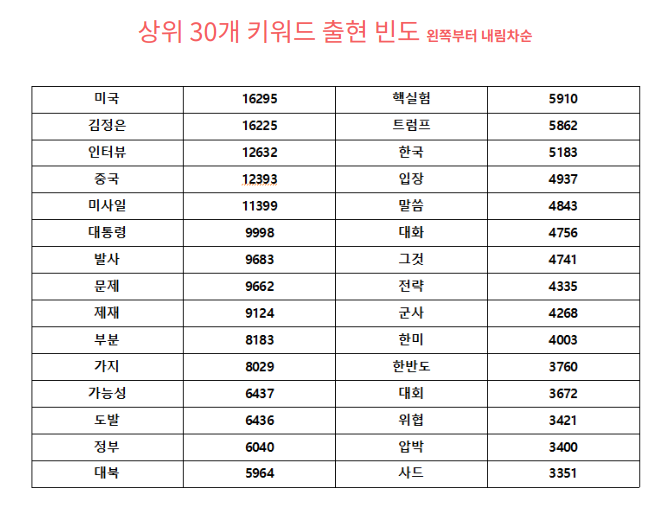 상위 30개 키워드 출현 빈도 왼쪽부터 내림차순
미국 16295 핵실험 5910
김정은 16225 트럼프 5862
인터뷰 12632 한국 5183
중국 12393 입장 4937
미사일 11399 말씀 4843
대통령 9998 대화 4756
발사 9683 그것 4741
문제 9662 전략 4335
제재 9124 군사 4268
부분 8183 한미 4003
가지 8029 한반도 3760
가능성 6437 대회 3672
도발 6436 위협 3421
정부 6040 압박 3400
대북 5964 사드 3351